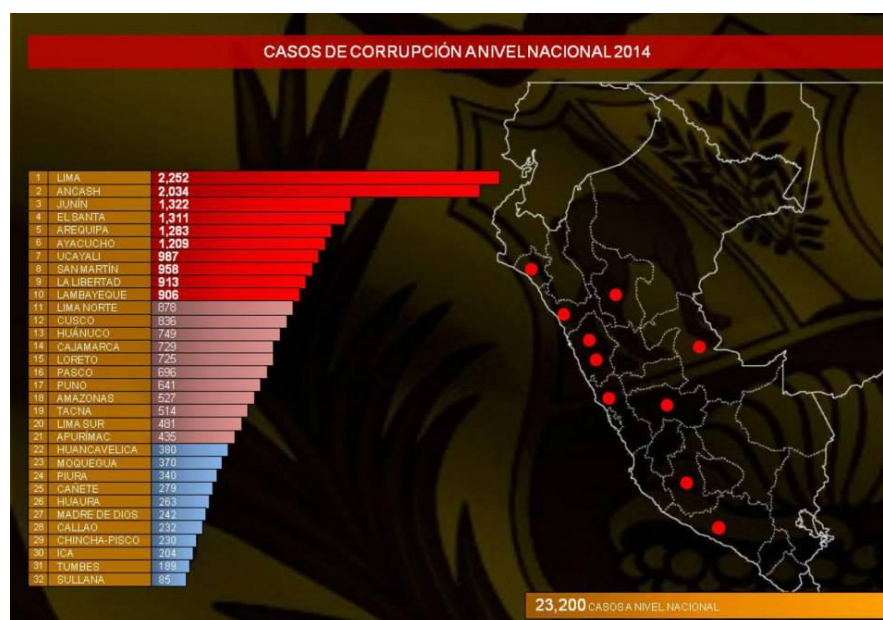 CASOS DE CORRUPCIÓN A NIVEL NACIONAL 2014
1 LIMA 2,252
2 ANCASH 2,034
3 JUNÍN 1,322
4 EL SANTA 1,311
5 AREQUIPA 1,283
6 AYACUCHO 1,209
7 UCAYALI 987
8 SAN MARTÍN 958
9 LA LIBERTAD 913
10 LAMBAYEQUE 906
11 LIMA NORTE 878
12 CUSCO 836
13 HUÁNUCO 749
14 CAJAMARCA 729
15 LORETO 725
16 PASCO 696
17 PUNO 641
18 AMAZONAS 527
19 TACNA 514
20 LIMA SUR 481
21 APURÍMAC 435
22 HUANCAVELICA 380
23 MOQUEGUA 370
24 PIURA 340
25 CAÑETE 279
26 HUAURA 263
27 MADRE DE DIOS 242
28 CALLAO 232
29 CHINCHA-PISCO 230
30 ICA 204
31 TUMBES 189
32 SULLANA 85
23,200 CASOS A NIVEL NACIONAL